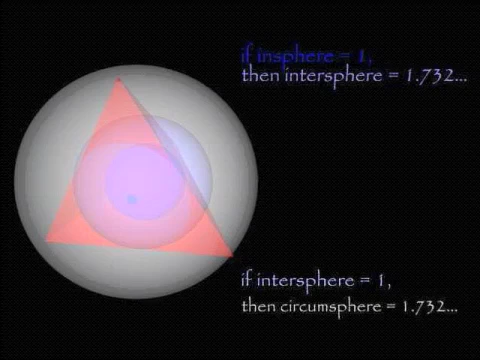 if insphere = 1,
then intersphere = 1.732...
if intersphere = 1,
then circumsphere = 1.732...